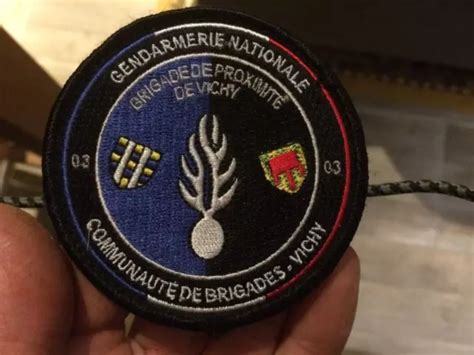 GENDARMERIE NATIONALE
BRIGADE DE PROXIMITÉ
DE VICHY
03
03
COMMUNAUTÉ DE BRIGADES - VICHY